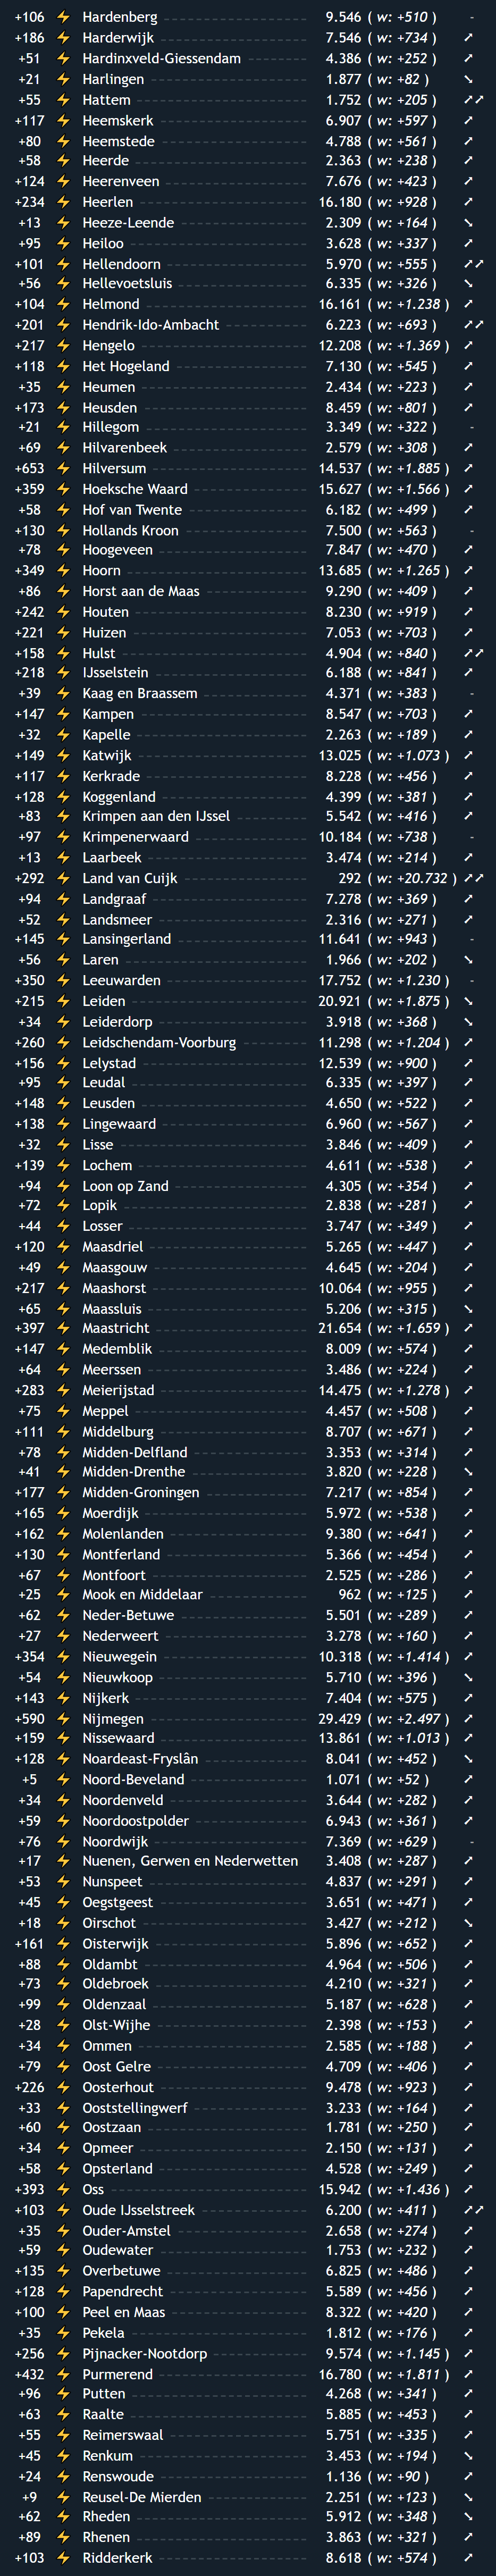 +106 ⚡ Hardenberg 9.546 ( w: +510 ) -
+186 ⚡ Harderwijk 7.546 ( w: +734 ) ➚
+51 ⚡ Hardinxveld-Giessendam 4.386 ( w: +252 ) ➚
+21 ⚡ Harlingen 1.877 ( w: +82 ) ➘
+55 ⚡ Hattem 1.752 ( w: +205 ) ➚➚
+117 ⚡ Heemskerk 6.907 ( w: +597 ) ➚
+80 ⚡ Heemstede 4.788 ( w: +561 ) ➚
+58 ⚡ Heerde 2.363 ( w: +238 ) ➚
+124 ⚡ Heerenveen 7.676 ( w: +423 ) ➚
+234 ⚡ Heerlen 16.180 ( w: +928 ) ➚
+13 ⚡ Heeze-Leende 2.309 ( w: +164 ) ➘
+95 ⚡ Heiloo 3.628 ( w: +337 ) ➚
+101 ⚡ Hellendoorn 5.970 ( w: +555 ) ➚➚
+56 ⚡ Hellevoetsluis 6.335 ( w: +326 ) ➘
+104 ⚡ Helmond 16.161 ( w: +1.238 ) ➚
+201 ⚡ Hendrik-Ido-Ambacht 6.223 ( w: +693 ) ➚➚
+217 ⚡ Hengelo 12.208 ( w: +1.369 ) ➚
+118 ⚡ Het Hogeland 7.130 ( w: +545 ) ➚
+35 ⚡ Heumen 2.434 ( w: +223 ) ➚
+173 ⚡ Heusden 8.459 ( w: +801 ) ➚
+21 ⚡ Hillegom 3.349 ( w: +322 ) -
+69 ⚡ Hilvarenbeek 2.579 ( w: +308 ) ➚
+653 ⚡ Hilversum 14.537 ( w: +1.885 ) ➚
+359 ⚡ Hoeksche Waard 15.627 ( w: +1.566 ) ➚
+58 ⚡ Hof van Twente 6.182 ( w: +499 ) ➚
+130 ⚡ Hollands Kroon 7.500 ( w: +563 ) -
+78 ⚡ Hoogeveen 7.847 ( w: +470 ) ➚
+349 ⚡ Hoorn 13.685 ( w: +1.265 ) ➚
+86 ⚡ Horst aan de Maas 9.290 ( w: +409 ) ➚
+242 ⚡ Houten 8.230 ( w: +919 ) ➚
+221 ⚡ Huizen 7.053 ( w: +703 ) ➚
+158 ⚡ Hulst 4.904 ( w: +840 ) ➚➚
+218 ⚡ IJsselstein 6.188 ( w: +841 ) ➚
+39 ⚡ Kaag en Braassem 4.371 ( w: +383 ) -
+147 ⚡ Kampen 8.547 ( w: +703 ) ➚
+32 ⚡ Kapelle 2.263 ( w: +189 ) ➚
+149 ⚡ Katwijk 13.025 ( w: +1.073 ) ➚
+117 ⚡ Kerkrade 8.228 ( w: +456 ) ➚
+128 ⚡ Koggenland 4.399 ( w: +381 ) ➚
+83 ⚡ Krimpen aan den IJssel 5.542 ( w: +416 ) ➚
+97 ⚡ Krimpenerwaard 10.184 ( w: +738 ) -
+13 ⚡ Laarbeek 3.474 ( w: +214 ) ➚
+292 ⚡ Land van Cuijk 292 ( w: +20.732 ) ➚➚
+94 ⚡ Landgraaf 7.278 ( w: +369 ) ➚
+52 ⚡ Landsmeer 2.316 ( w: +271 ) ➚
+145 ⚡ Lansingerland 11.641 ( w: +943 ) -
+56 ⚡ Laren 1.966 ( w: +202 ) ➘
+350 ⚡ Leeuwarden 17.752 ( w: +1.230 ) -
+215 ⚡ Leiden 20.921 ( w: +1.875 ) ➘
+34 ⚡ Leiderdorp 3.918 ( w: +368 ) ➘
+260 ⚡ Leidschendam-Voorburg 11.298 ( w: +1.204 ) ➚
+156 ⚡ Lelystad 12.539 ( w: +900 ) ➚
+95 ⚡ Leudal 6.335 ( w: +397 ) ➚
+148 ⚡ Leusden 4.650 ( w: +522 ) ➚
+138 ⚡ Lingewaard 6.960 ( w: +567 ) ➚
+32 ⚡ Lisse 3.846 ( w: +409 ) ➚
+139 ⚡ Lochem 4.611 ( w: +538 ) ➚
+94 ⚡ Loon op Zand 4.305 ( w: +354 ) ➚
+72 ⚡ Lopik 2.838 ( w: +281 ) ➚
+44 ⚡ Losser 3.747 ( w: +349 ) ➚
+120 ⚡ Maasdriel 5.265 ( w: +447 ) ➚
+49 ⚡ Maasgouw 4.645 ( w: +204 ) ➚
+217 ⚡ Maashorst 10.064 ( w: +955 ) ➚
+65 ⚡ Maassluis 5.206 ( w: +315 ) ➘
+397 ⚡ Maastricht 21.654 ( w: +1.659 ) ➚
+147 ⚡ Medemblik 8.009 ( w: +574 ) ➚
+64 ⚡ Meerssen 3.486 ( w: +224 ) ➚
+283 ⚡ Meierijstad 14.475 ( w: +1.278 ) ➚
+75 ⚡ Meppel 4.457 ( w: +508 ) ➚
+111 ⚡ Middelburg 8.707 ( w: +671 ) ➚
+78 ⚡ Midden-Delfland 3.353 ( w: +314 ) ➚
+41 ⚡ Midden-Drenthe 3.820 ( w: +228 ) ➘
+177 ⚡ Midden-Groningen 7.217 ( w: +854 ) ➚
+165 ⚡ Moerdijk 5.972 ( w: +538 ) ➚
+162 ⚡ Molenlanden 9.380 ( w: +641 ) ➚
+130 ⚡ Montferland 5.366 ( w: +454 ) ➚
+67 ⚡ Montfoort 2.525 ( w: +286 ) ➚
+25 ⚡ Mook en Middelaar 962 ( w: +125 ) ➚
+62 ⚡ Neder-Betuwe 5.501 ( w: +289 ) ➚
+27 ⚡ Nederweert 3.278 ( w: +160 ) ➚
+354 ⚡ Nieuwegein 10.318 ( w: +1.414 ) ➚
+54 ⚡ Nieuwkoop 5.710 ( w: +396 ) ➘
+143 ⚡ Nijkerk 7.404 ( w: +575 ) ➚
+590 ⚡ Nijmegen 29.429 ( w: +2.497 ) ➚
+159 ⚡ Nissewaard 13.861 ( w: +1.013 ) ➚
+128 ⚡ Noardeast-Fryslân 8.041 ( w: +452 ) ➘
+5 ⚡ Noord-Beveland 1.071 ( w: +52 ) ➚
+34 ⚡ Noordenveld 3.644 ( w: +282 ) ➚
+59 ⚡ Noordoostpolder 6.943 ( w: +361 ) ➚
+76 ⚡ Noordwijk 7.369 ( w: +629 ) -
+17 ⚡ Nuenen, Gerwen en Nederwetten 3.408 ( w: +287 ) ➚
+53 ⚡ Nunspeet 4.837 ( w: +291 ) ➚
+45 ⚡ Oegstgeest 3.651 ( w: +471 ) ➚
+18 ⚡ Oirschot 3.427 ( w: +212 ) ➘
+161 ⚡ Oisterwijk 5.896 ( w: +652 ) ➚
+88 ⚡ Oldambt 4.964 ( w: +506 ) ➚
+73 ⚡ Oldebroek 4.210 ( w: +321 ) ➚
+99 ⚡ Oldenzaal 5.187 ( w: +628 ) ➚
+28 ⚡ Olst-Wijhe 2.398 ( w: +153 ) ➚
+34 ⚡ Ommen 2.585 ( w: +188 ) ➚
+79 ⚡ Oost Gelre 4.709 ( w: +406 ) ➚
+226 ⚡ Oosterhout 9.478 ( w: +923 ) ➚
+33 ⚡ Ooststellingwerf 3.233 ( w: +164 ) ➚
+60 ⚡ Oostzaan 1.781 ( w: +250 ) ➚
+34 ⚡ Opmeer 2.150 ( w: +131 ) ➚
+58 ⚡ Opsterland 4.528 ( w: +249 ) ➚
+393 ⚡ Oss 15.942 ( w: +1.436 ) ➚
+103 ⚡ Oude IJsselstreek 6.200 ( w: +411 ) ➚➚
+35 ⚡ Ouder-Amstel 2.658 ( w: +274 ) ➚
+59 ⚡ Oudewater 1.753 ( w: +232 ) ➚
+135 ⚡ Overbetuwe 6.825 ( w: +486 ) ➚
+128 ⚡ Papendrecht 5.589 ( w: +456 ) ➚
+100 ⚡ Peel en Maas 8.322 ( w: +420 ) ➚
+35 ⚡ Pekela 1.812 ( w: +176 ) ➚
+256 ⚡ Pijnacker-Nootdorp 9.574 ( w: +1.145 ) ➚
+432 ⚡ Purmerend 16.780 ( w: +1.811 ) ➚
+96 ⚡ Putten 4.268 ( w: +341 ) ➚
+63 ⚡ Raalte 5.885 ( w: +453 ) ➚
+55 ⚡ Reimerswaal 5.751 ( w: +335 ) ➚
+45 ⚡ Renkum 3.453 ( w: +194 ) ➘
+24 ⚡ Renswoude 1.136 ( w: +90 ) ➚
+9 ⚡ Reusel-De Mierden 2.251 ( w: +123 ) ➘
+62 ⚡ Rheden 5.912 ( w: +348 ) ➘
+89 ⚡ Rhenen 3.863 ( w: +321 ) ➚
+103 ⚡ Ridderkerk 8.618 ( w: +574 ) ➚